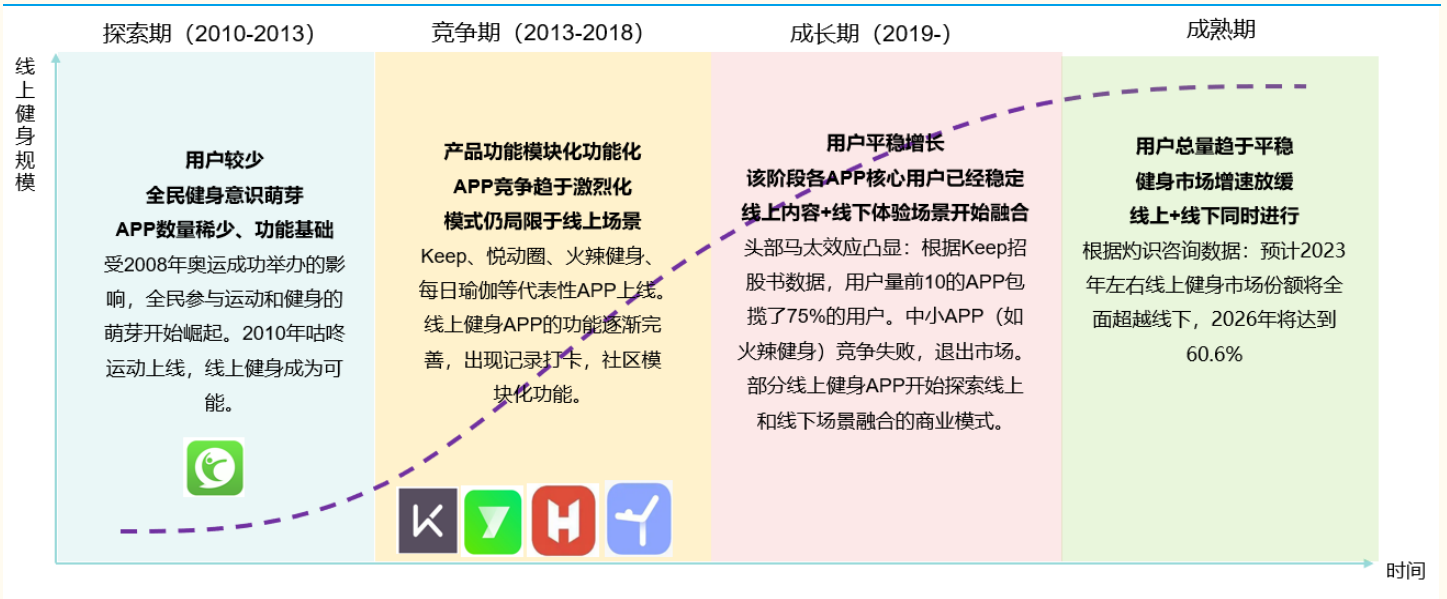 探索期（2010-2013）
竞争期（2013-2018）
成长期（2019-）
成熟期
线上健身规模
用户较少
全民健身意识萌芽
APP数量稀少、功能基础
受2008年奥运成功举办的影
响，全民参与运动和健身的
萌芽开始崛起。2010年咕咚
运动上线，线上健身成为可
能。
产品功能模块化功能化
APP竞争趋于激烈化
模式仍局限于线上场景
Keep、悦动圈、火辣健身、
每日瑜伽等代表性APP上线。
线上健身APP的功能逐渐完
善，出现记录打卡，社区模
块化功能。
用户平稳增长
该阶段各APP核心用户已经稳定
线上内容+线下体验场景开始融合
头部马太效应凸显：根据Keep招
股书数据，用户量前10的APP包
揽了75%的用户。中小APP（如
火辣健身）竞争失败，退出市场。
部分线上健身APP开始探索线上
和线下场景融合的商业模式。
用户总量趋于平稳
健身市场增速放缓
线上+线下同时进行
根据灼识咨询数据：预计2023
年左右线上健身市场份额将全
面超越线下，2026年将达到
60.6%
时间